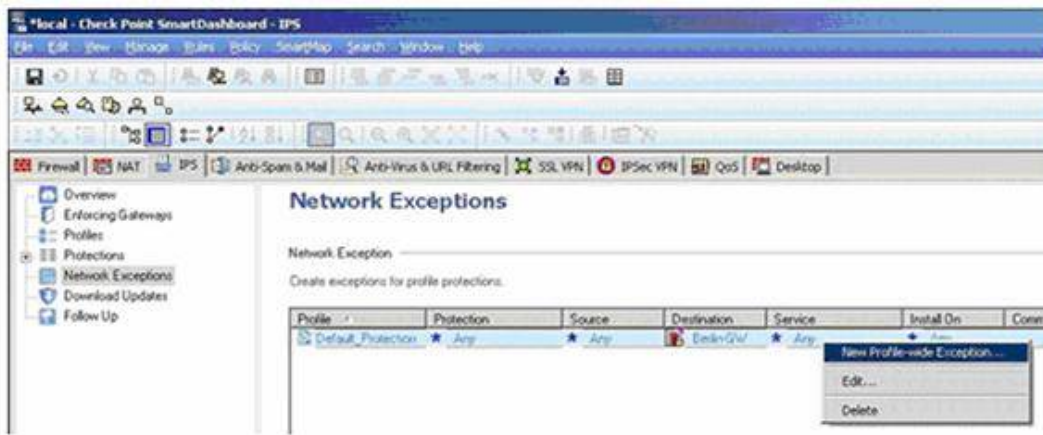 *local - Check Point SmartDashboard - IPS
File Edit View Manage Rules Policy SmartMap Search Window Help
Firewall NAT IPS Anti-Spam & Mail Anti-Virus & URL Filtering SSL VPN IPSec VPN QoS Desktop
Overview
Enforcing Gateways
Profiles
Protections
Network Exceptions
Download Updates
Follow Up
Network Exceptions
Network Exception
Create exceptions for profile protections.
Profile Protection Source Destination Service Install On Comm
Default_Protection Any Any BerlinGW Any Any
New Profile-wide Exception...
Edit...
Delete